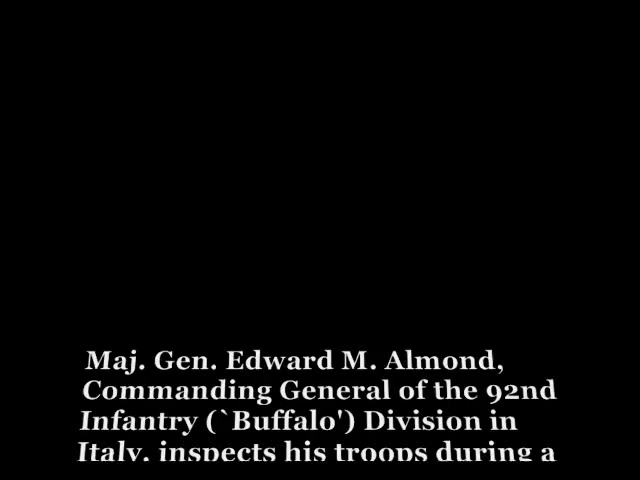 Maj. Gen. Edward M. Almond,
Commanding General of the 92nd
Infantry (`Buffalo') Division in
Italy, inspects his troops during a